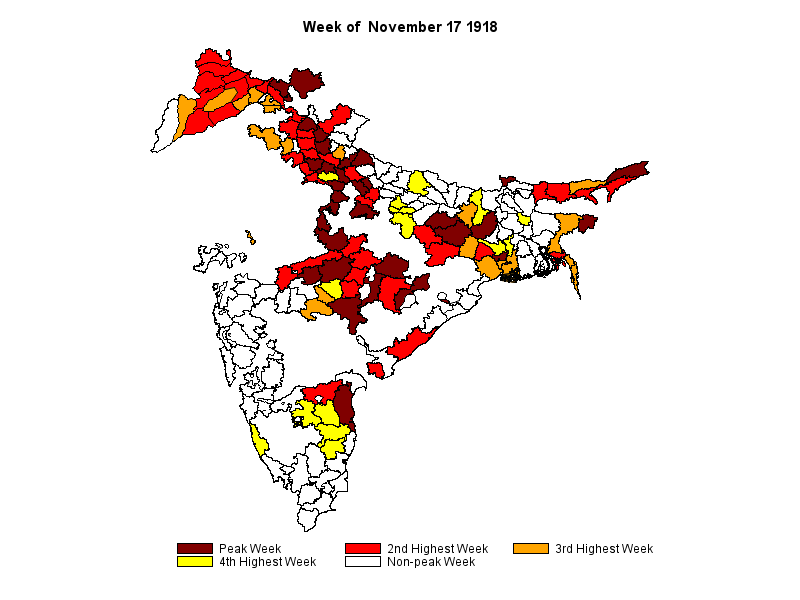 Week of  November 17 1918
Peak Week 2nd Highest Week 3rd Highest Week
4th Highest Week Non-peak Week